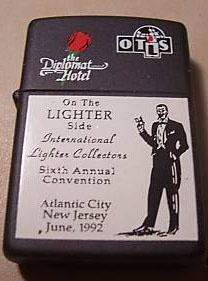 the
Diplomat
Hotel
OTIS
On The
LIGHTER
Side
International
Lighter Collectors
Sixth Annual
Convention
Atlantic City
New Jersey
June, 1992